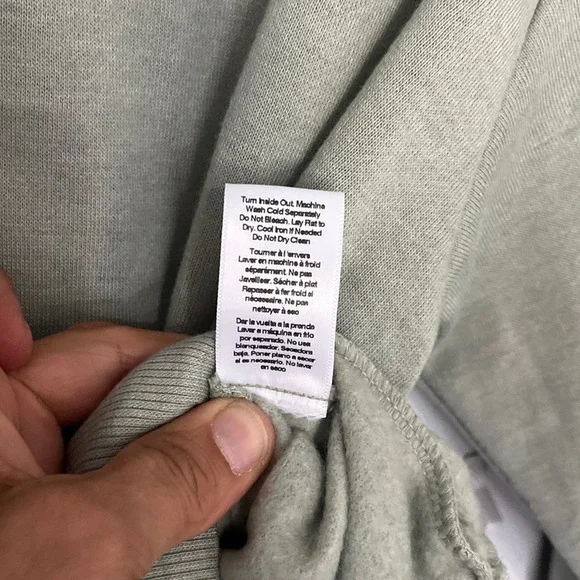 Turn Inside Out. Machine
Wash Cold Separately
Do Not Bleach. Lay Flat to
Dry. Cool Iron If Needed
Do Not Dry Clean
Tourner à l'envers
Laver en machine à froid
séparément. Ne pas
Javelliser. Sécher à plat
Repasser à fer froid si
nécessaire. Ne pas
nettoyer à sec
Dar la vuelta a la prenda
Lavar a máquina en frio
por separado. No usa
blanqueador. Secadora
baja. Poner plano a secar
si es necesario. No lavar
en seco